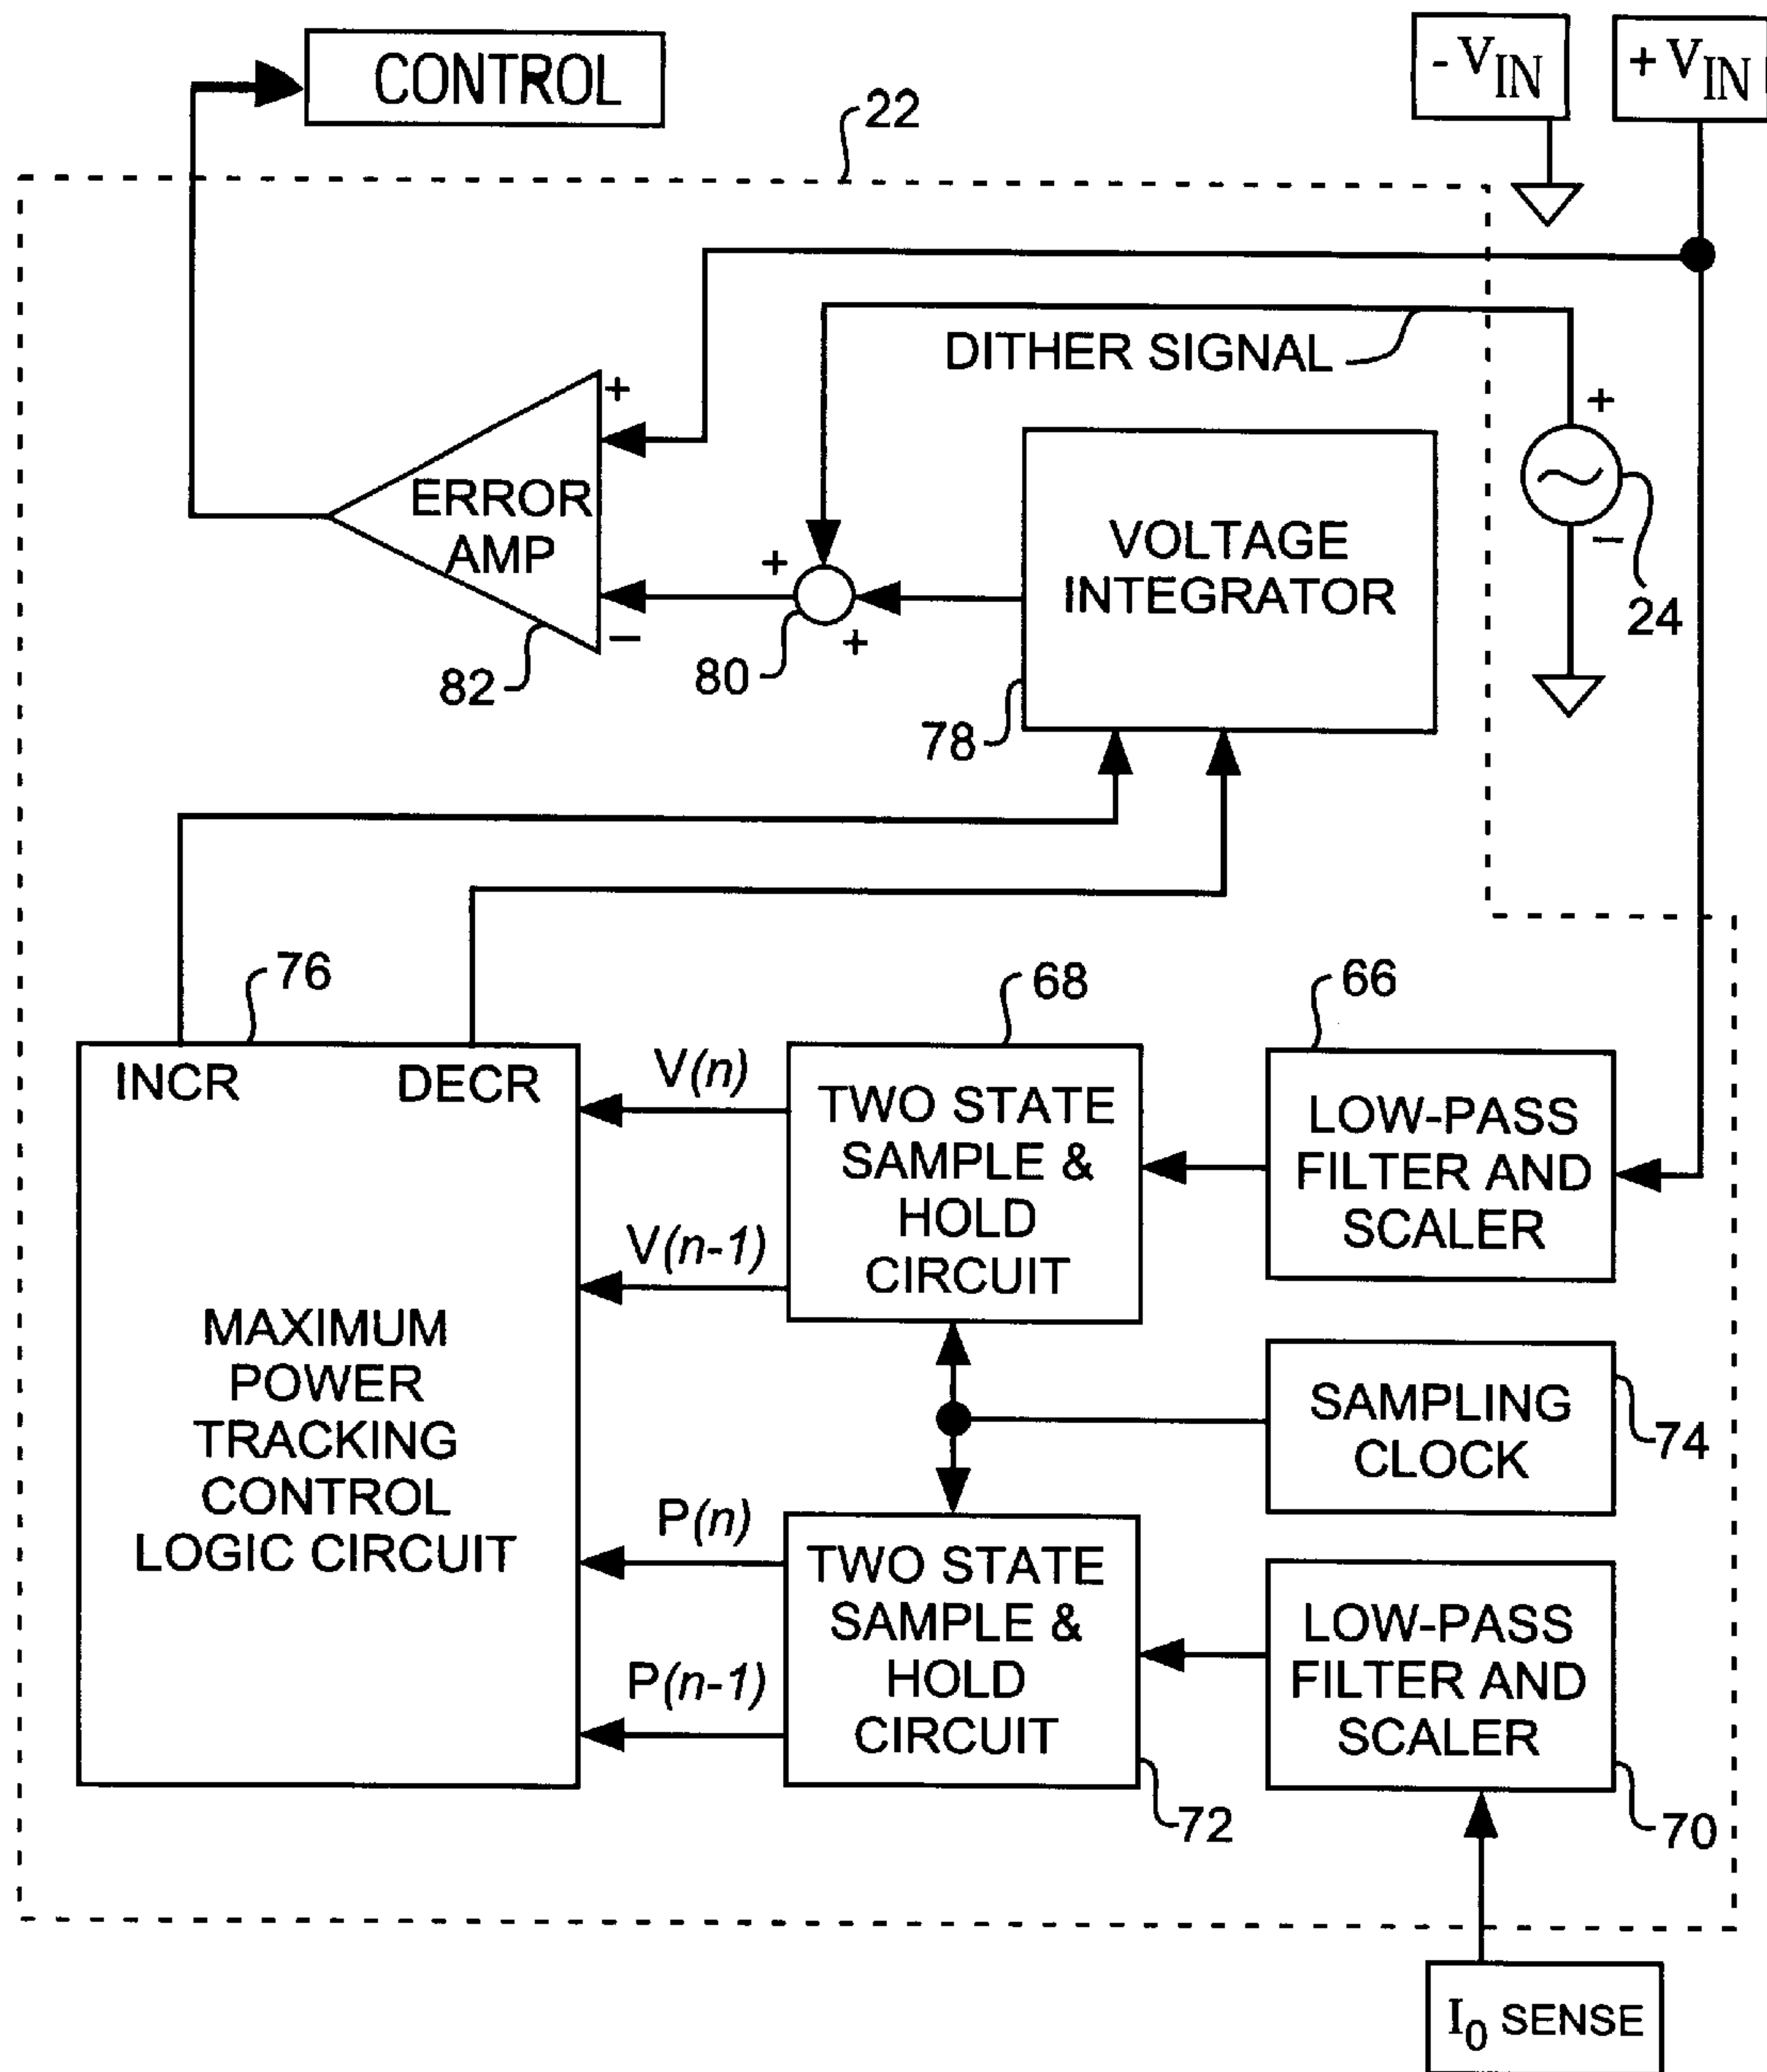 CONTROL
- VIN
+ VIN
22
DITHER SIGNAL
+
+
ERROR
AMP
VOLTAGE
INTEGRATOR
+
+
−
−
24
82
80
78
76
68
66
INCR
DECR
V(n)
V(n-1)
TWO STATE
SAMPLE &
HOLD
CIRCUIT
LOW-PASS
FILTER AND
SCALER
MAXIMUM
POWER
TRACKING
CONTROL
LOGIC CIRCUIT
SAMPLING
CLOCK
74
P(n)
P(n-1)
TWO STATE
SAMPLE &
HOLD
CIRCUIT
LOW-PASS
FILTER AND
SCALER
72
70
I0 SENSE